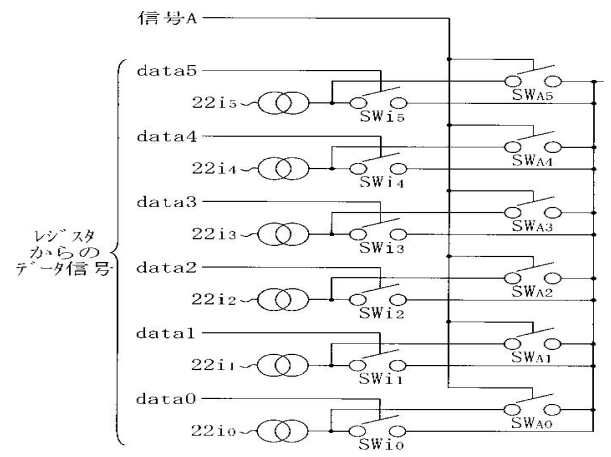 信号A
data5
22i5
SWi5
SWA5
data4
22i4
SWi4
SWA4
data3
22i3
SWi3
SWA3
レジスタ
からの
データ信号
data2
22i2
SWi2
SWA2
data1
22i1
SWi1
SWA1
data0
22i0
SWi0
SWA0